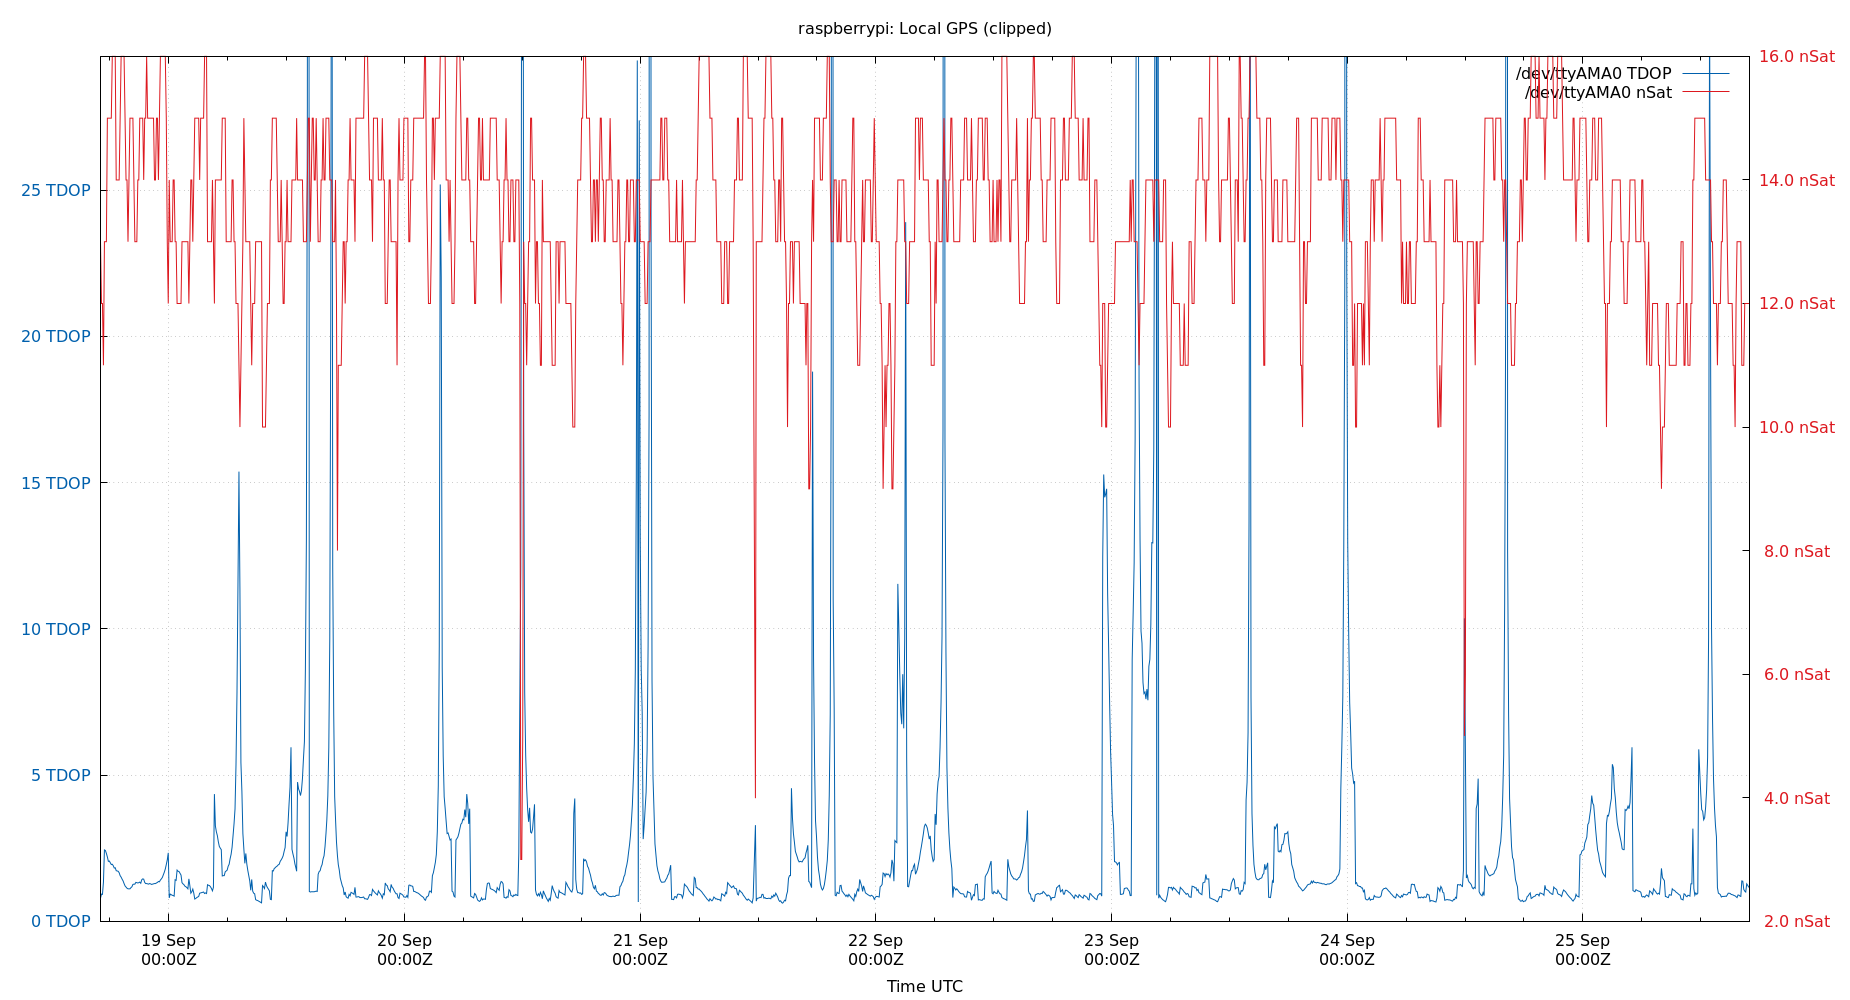 raspberrypi: Local GPS (clipped)
/dev/ttyAMA0 TDOP
/dev/ttyAMA0 nSat
25 TDOP
20 TDOP
15 TDOP
10 TDOP
5 TDOP
0 TDOP
16.0 nSat
14.0 nSat
12.0 nSat
10.0 nSat
8.0 nSat
6.0 nSat
4.0 nSat
2.0 nSat
19 Sep
00:00Z
20 Sep
00:00Z
21 Sep
00:00Z
22 Sep
00:00Z
23 Sep
00:00Z
24 Sep
00:00Z
25 Sep
00:00Z
Time UTC